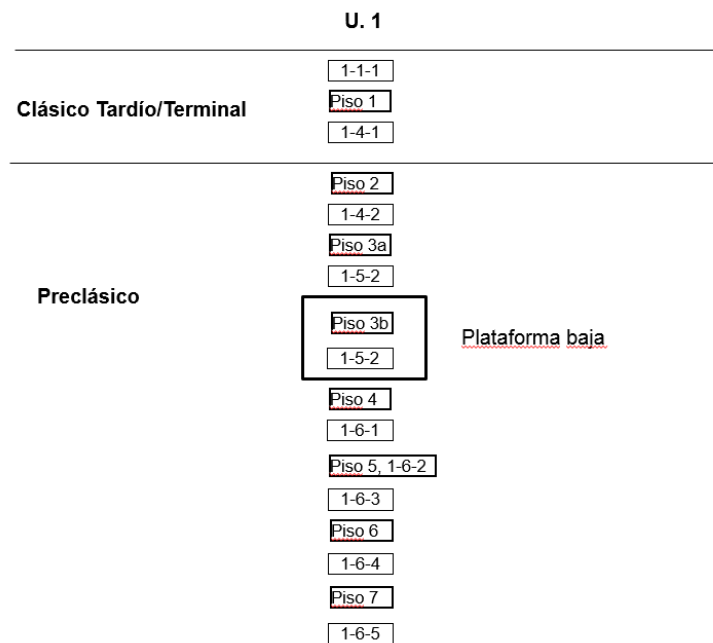 U. 1
1-1-1
Clásico Tardío/Terminal
Piso 1
1-4-1
Piso 2
1-4-2
Piso 3a
1-5-2
Preclásico
Piso 3b
Plataforma baja
1-5-2
Piso 4
1-6-1
Piso 5, 1-6-2
1-6-3
Piso 6
1-6-4
Piso 7
1-6-5